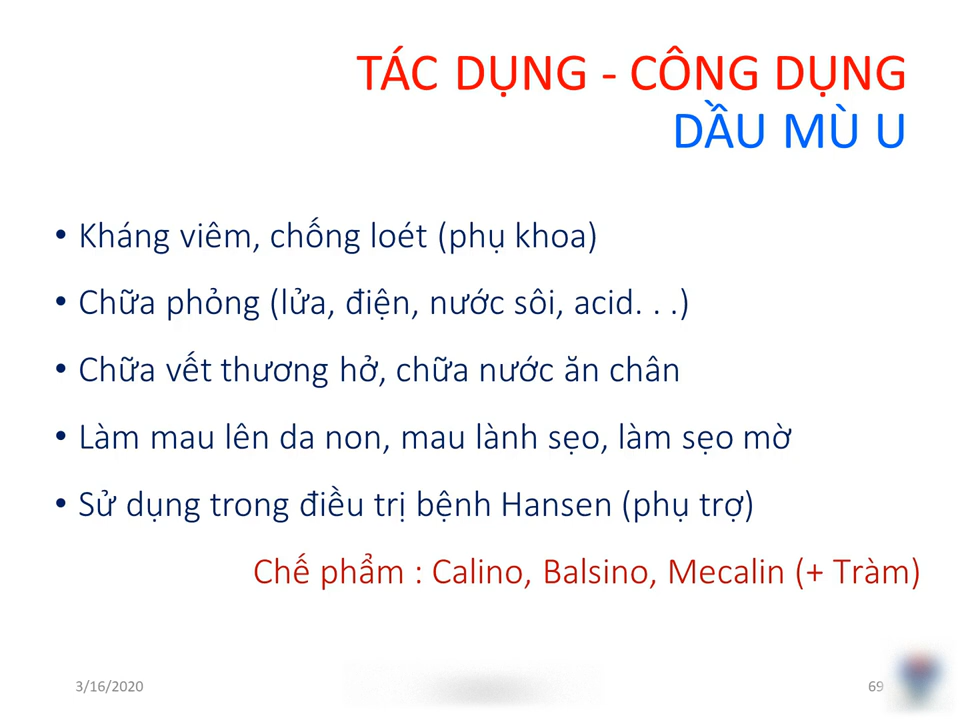 TÁC DỤNG - CÔNG DỤNG
DẦU MÙ U
• Kháng viêm, chống loét (phụ khoa)
• Chữa phỏng (lửa, điện, nước sôi, acid. . .)
• Chữa vết thương hở, chữa nước ăn chân
• Làm mau lên da non, mau lành sẹo, làm sẹo mờ
• Sử dụng trong điều trị bệnh Hansen (phụ trợ)
Chế phẩm : Calino, Balsino, Mecalin (+ Tràm)
3/16/2020
69